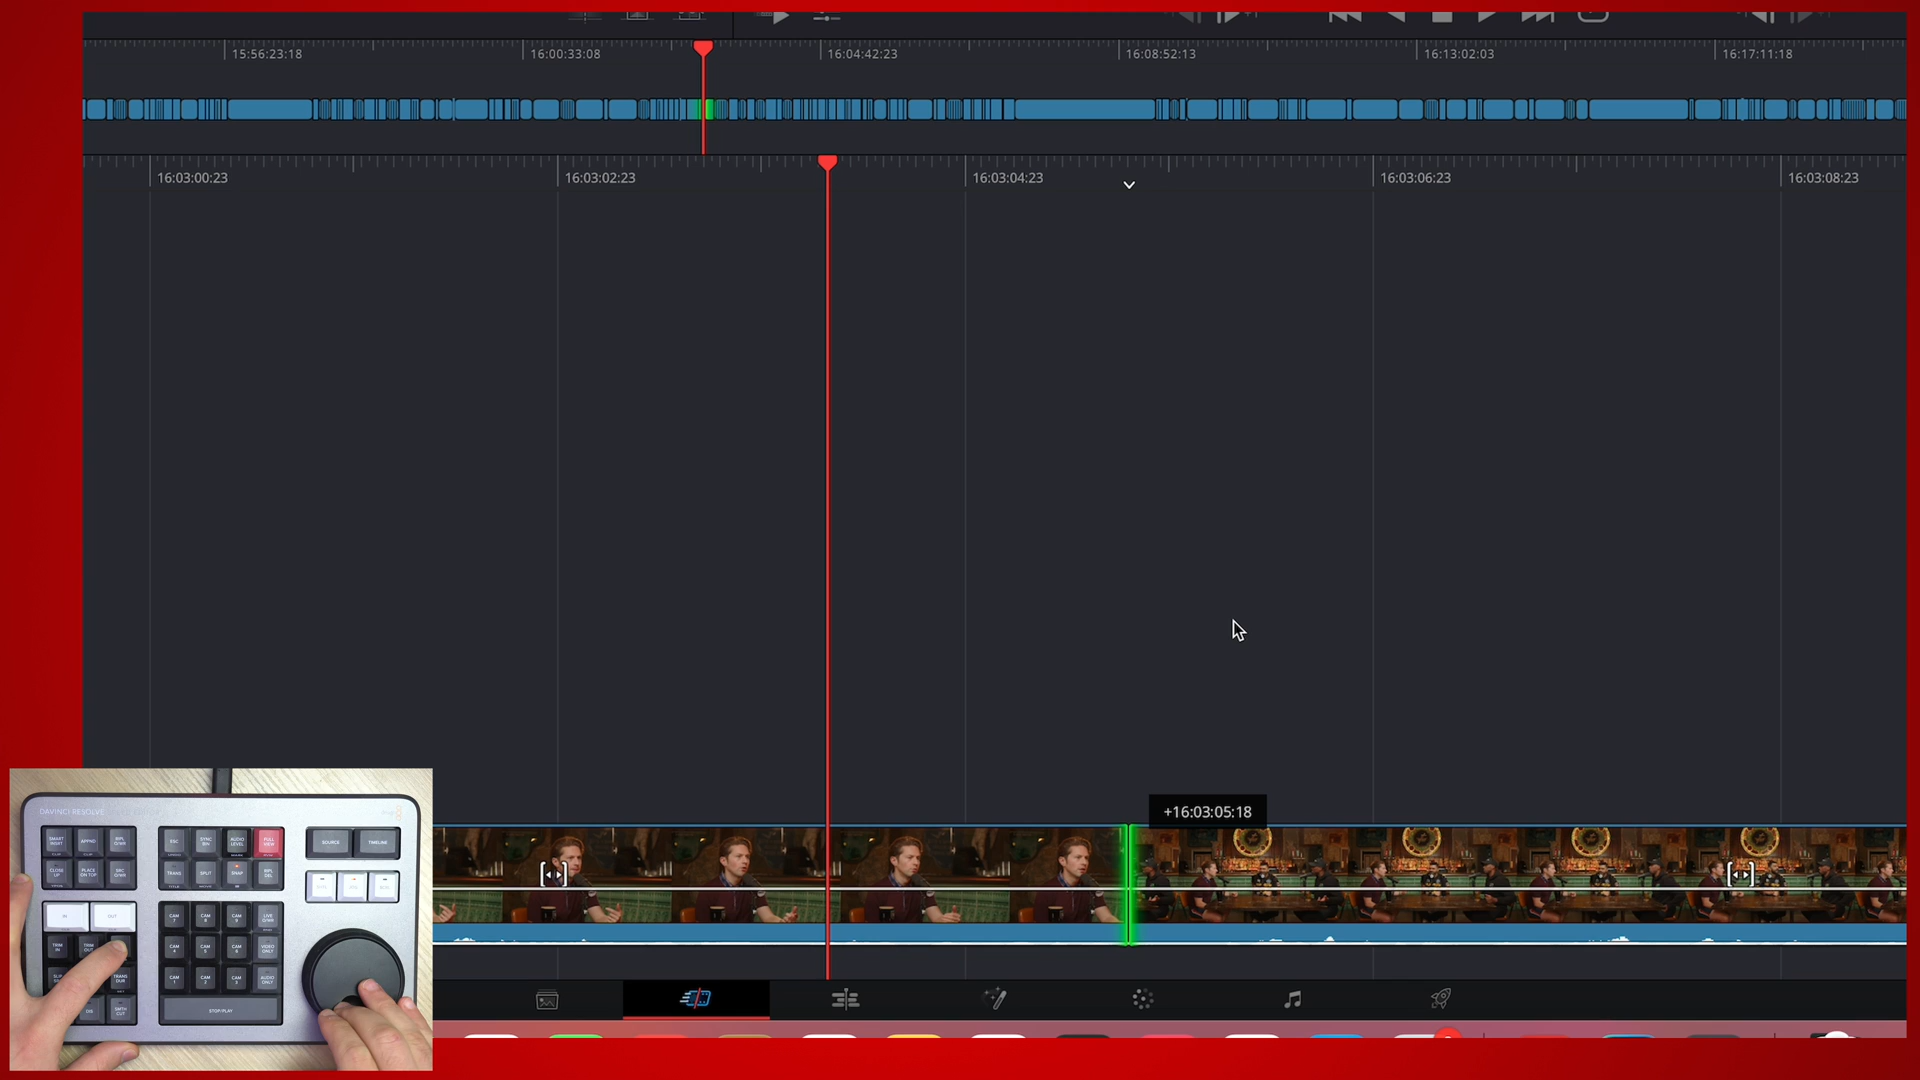 15:56:23:18
16:00:33:08
16:04:42:23
16:08:52:13
16:13:02:03
16:17:11:18
16:03:00:23
16:03:02:23
16:03:04:23
16:03:06:23
16:03:08:23
+16:03:05:18
DAVINCI RESOLVE
SMART INSRT
APPND
RIPL O/WR
ESC
SYNC BIN
AUDIO LEVEL
FULL VIEW
SOURCE
TIMELINE
CLOSE UP
PLACE ON TOP
SRC O/WR
TRANS
SPLIT
SNAP
RIPL DEL
IN
OUT
CAM 7
CAM 8
CAM 9
LIVE O/WR
TRIM IN
TRIM
CAM 4
CAM 5
CAM 6
VIDEO ONLY
TRANS DUR
CAM 1
CAM 2
CAM 3
AUDIO ONLY
SMTH CUT
STOP/PLAY